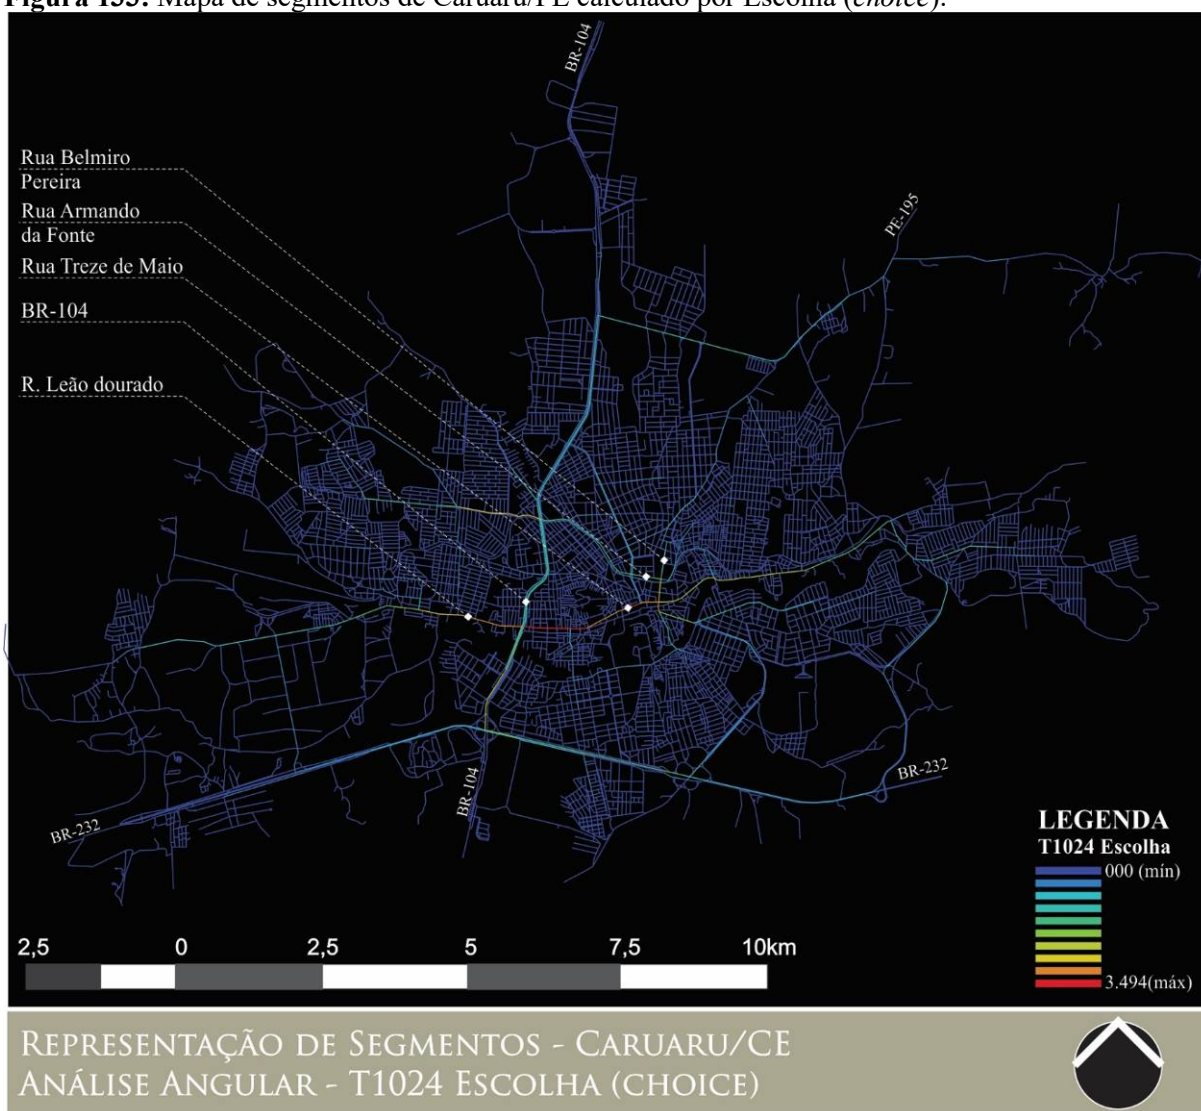 Figura 133: Mapa de segmentos de Caruaru/PE calculado por Escolha (choice).
BR-104
Rua Belmiro
Pereira
Rua Armando
da Fonte
PE-195
Rua Treze de Maio
BR-104
R. Leão dourado
BR-232
BR-104
BR-232
LEGENDA
T1024 Escolha
000 (mín)
3.494(máx)
2,5 0 2,5 5 7,5 10km
REPRESENTAÇÃO DE SEGMENTOS - CARUARU/CE
ANÁLISE ANGULAR - T1024 ESCOLHA (CHOICE)